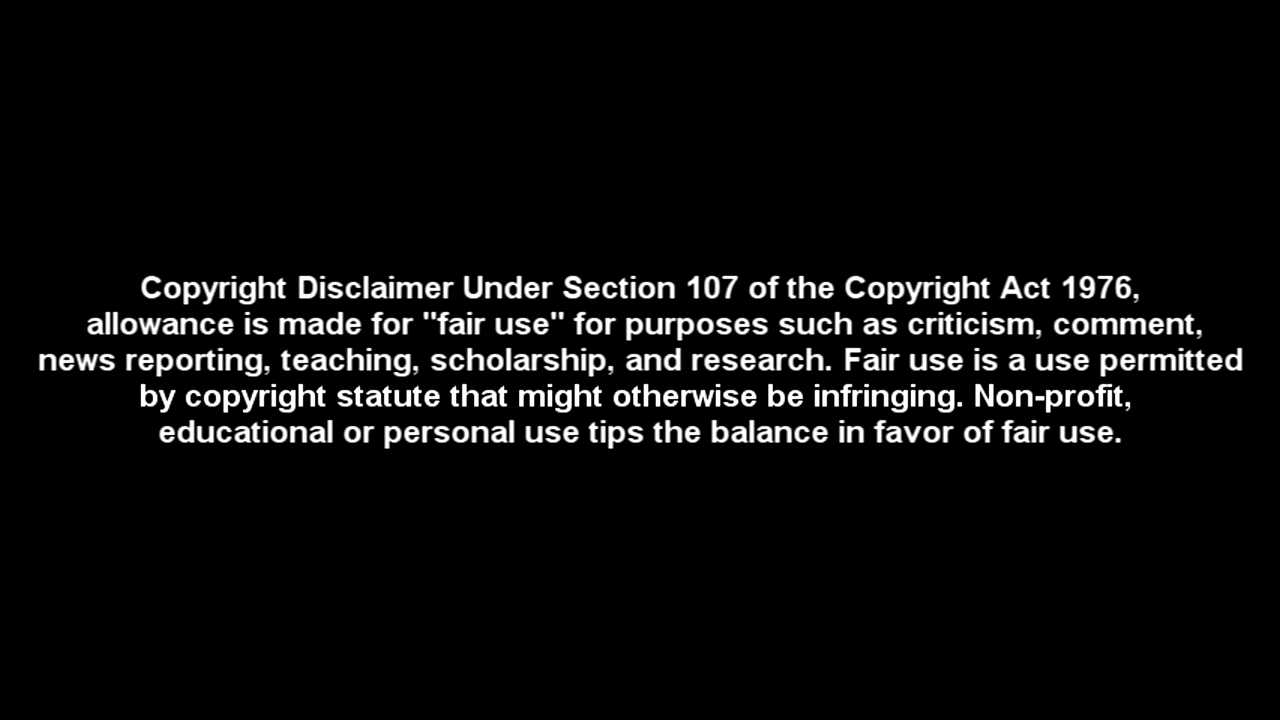 Copyright Disclaimer Under Section 107 of the Copyright Act 1976,
allowance is made for "fair use" for purposes such as criticism, comment,
news reporting, teaching, scholarship, and research. Fair use is a use permitted
by copyright statute that might otherwise be infringing. Non-profit,
educational or personal use tips the balance in favor of fair use.